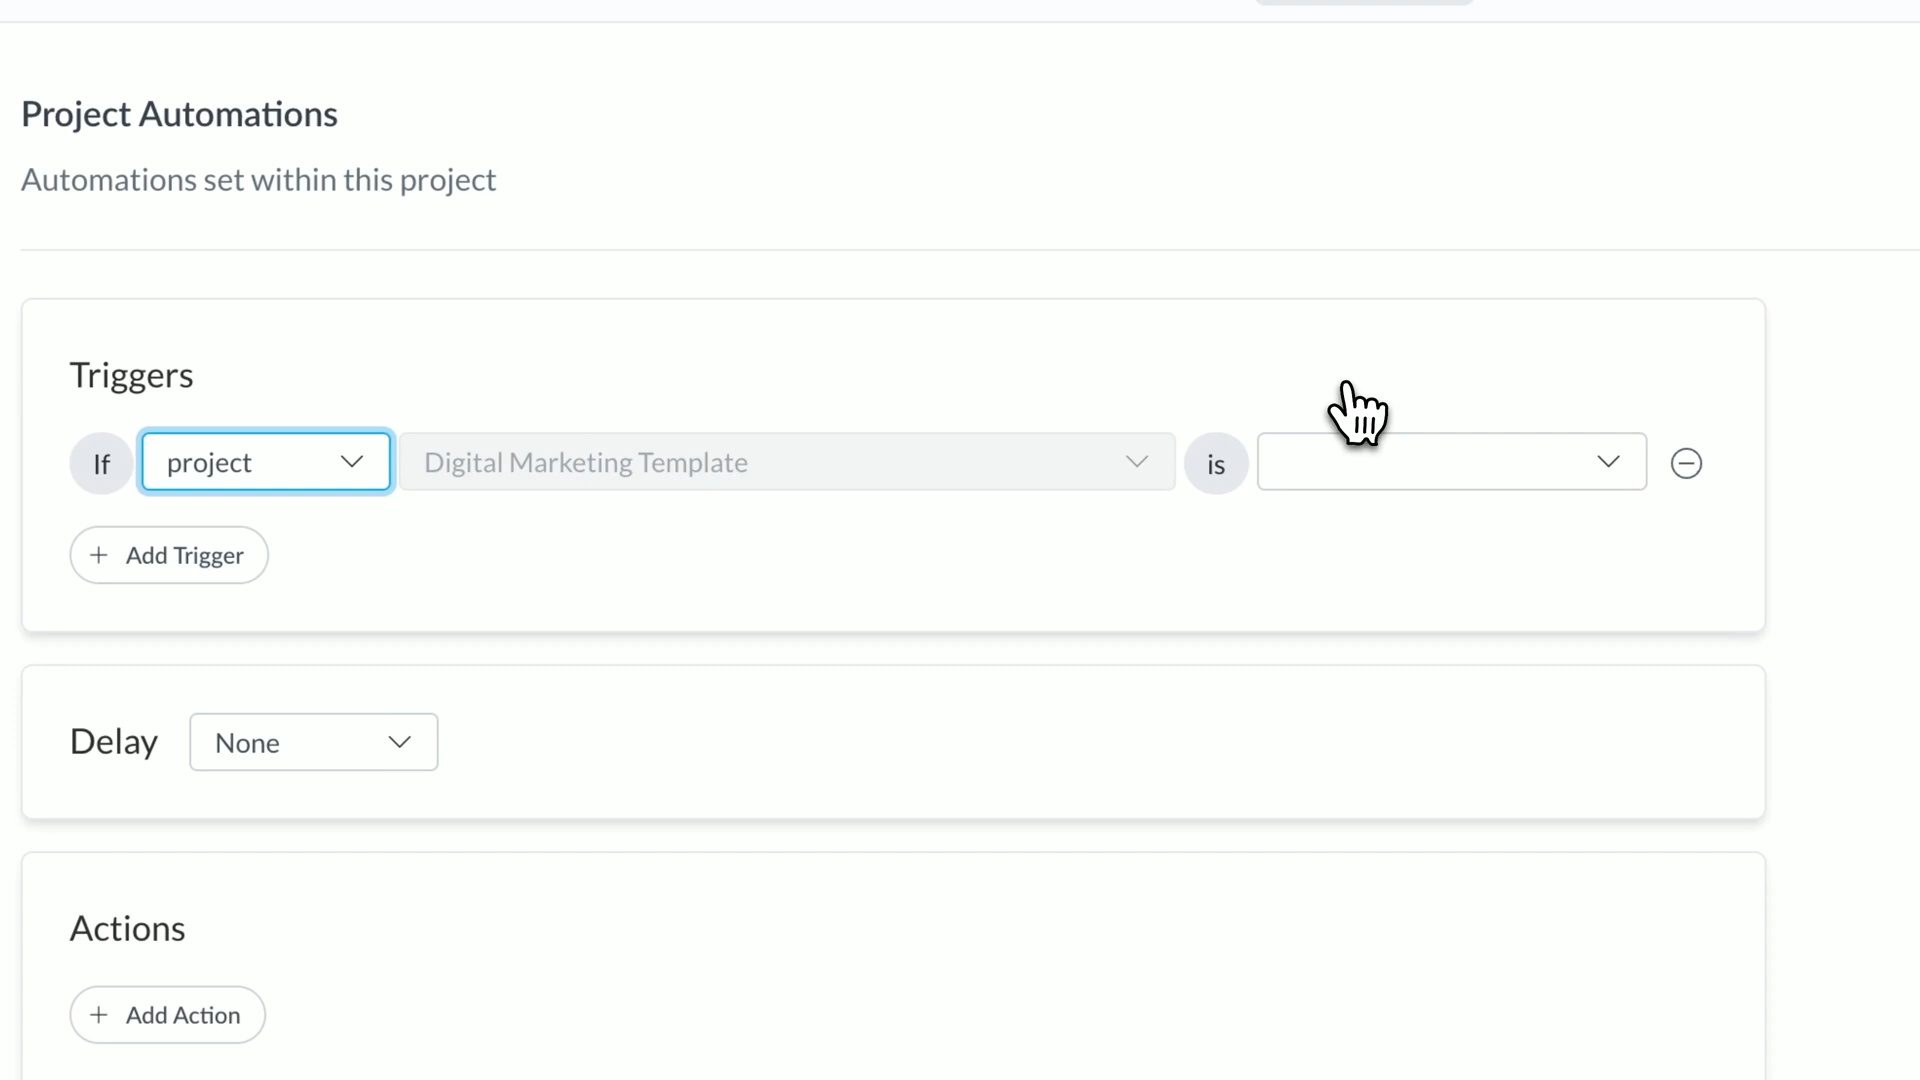 Project Automations
Automations set within this project
Triggers
If project Digital Marketing Template is
+ Add Trigger
Delay None
Actions
+ Add Action